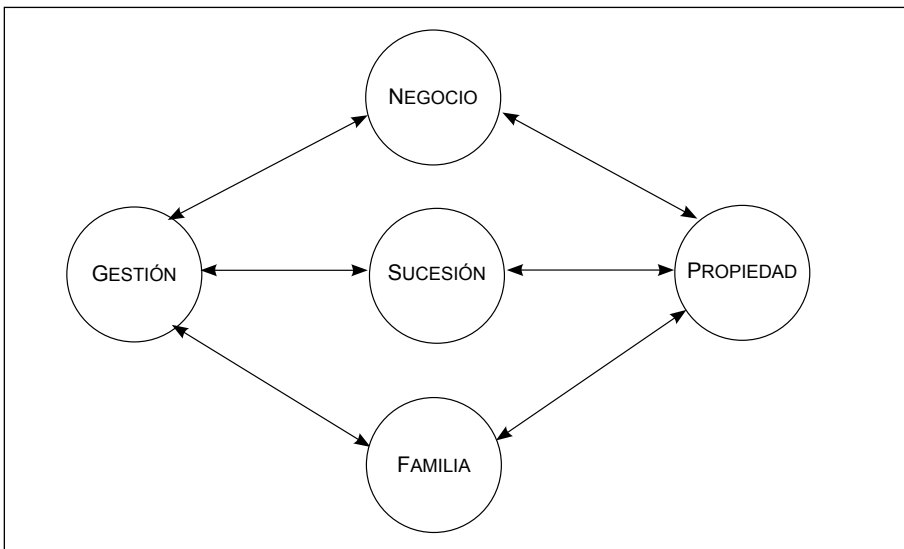 NEGOCIO
GESTIÓN
SUCESIÓN
PROPIEDAD
FAMILIA